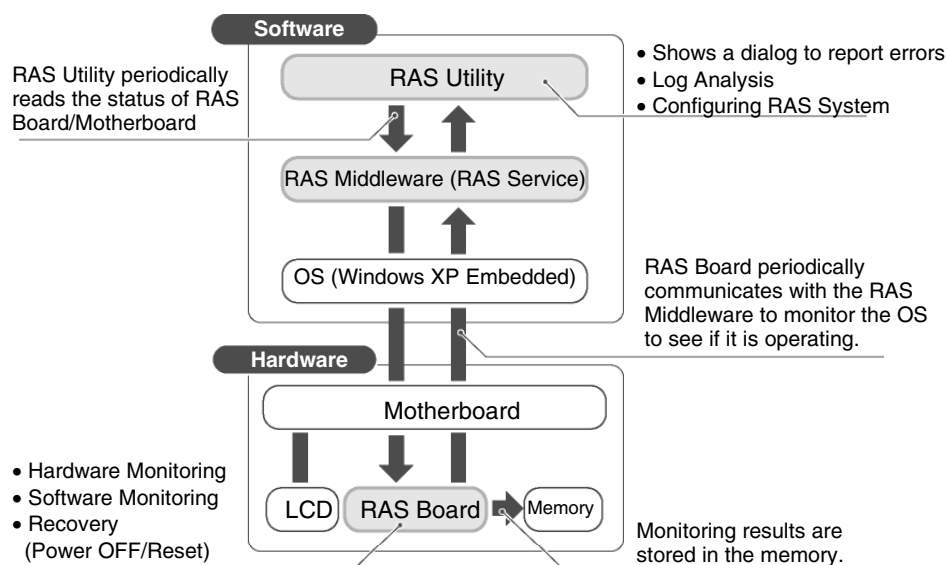 Software
RAS Utility periodically
reads the status of RAS
Board/Motherboard
RAS Utility
• Shows a dialog to report errors
• Log Analysis
• Configuring RAS System
RAS Middleware (RAS Service)
OS (Windows XP Embedded)
RAS Board periodically
communicates with the RAS
Middleware to monitor the OS
to see if it is operating.
Hardware
Motherboard
• Hardware Monitoring
• Software Monitoring
• Recovery
(Power OFF/Reset)
LCD
RAS Board
Memory
Monitoring results are
stored in the memory.